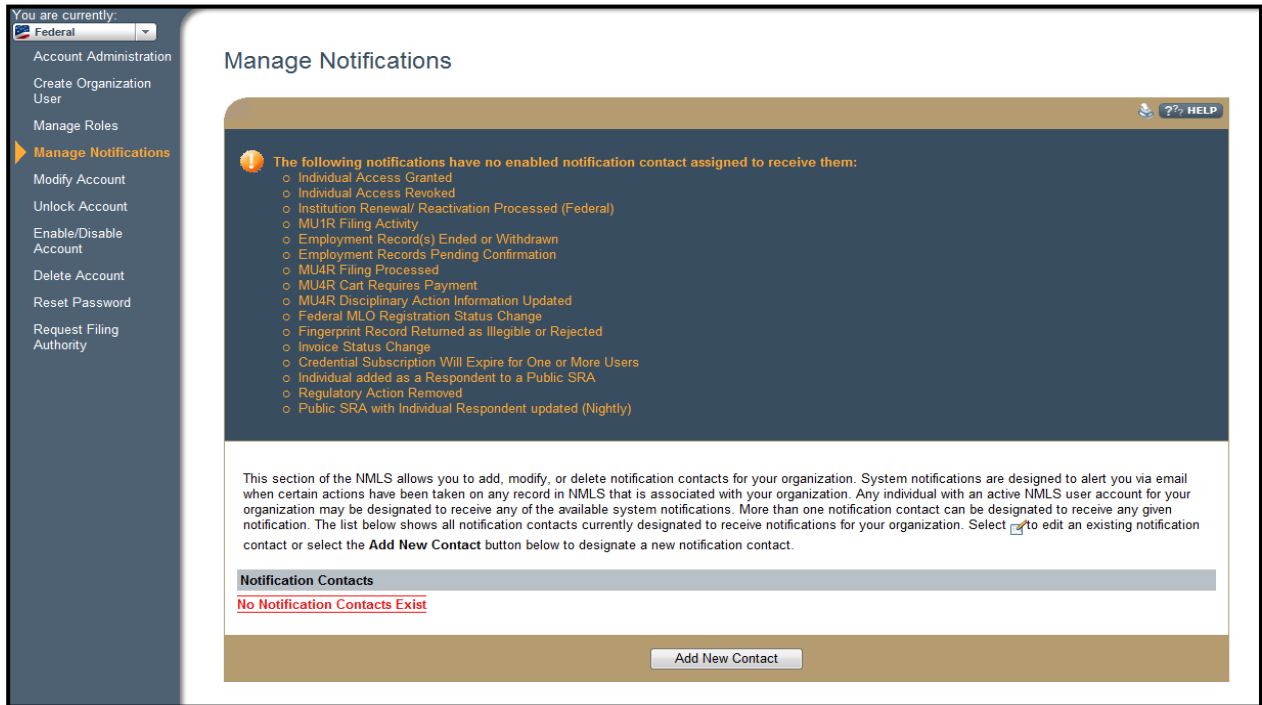 You are currently:
Federal
Account Administration
Create Organization
User
Manage Roles
Manage Notifications
Modify Account
Unlock Account
Enable/Disable
Account
Delete Account
Reset Password
Request Filing
Authority
Manage Notifications
??? HELP
The following notifications have no enabled notification contact assigned to receive them:
Individual Access Granted
Individual Access Revoked
Institution Renewal/ Reactivation Processed (Federal)
MU1R Filing Activity
Employment Record(s) Ended or Withdrawn
Employment Records Pending Confirmation
MU4R Filing Processed
MU4R Cart Requires Payment
MU4R Disciplinary Action Information Updated
Federal MLO Registration Status Change
Fingerprint Record Returned as Illegible or Rejected
Invoice Status Change
Credential Subscription Will Expire for One or More Users
Individual added as a Respondent to a Public SRA
Regulatory Action Removed
Public SRA with Individual Respondent updated (Nightly)
This section of the NMLS allows you to add, modify, or delete notification contacts for your organization. System notifications are designed to alert you via email
when certain actions have been taken on any record in NMLS that is associated with your organization. Any individual with an active NMLS user account for your
organization may be designated to receive any of the available system notifications. More than one notification contact can be designated to receive any given
notification. The list below shows all notification contacts currently designated to receive notifications for your organization. Select to edit an existing notification
contact or select the Add New Contact button below to designate a new notification contact.
Notification Contacts
No Notification Contacts Exist
Add New Contact